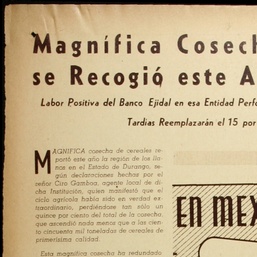 Magnífica Cosech
se Recogió este A
Labor Positiva del Banco Ejidal en esa Entidad Perf
Tardias Reemplazarán el 15 por
MAGNIFICA cosecha de cereales re-
portó este año la región de los lla-
nos en el Estado de Durango, se-
gún declaraciones hechas por el
señor Ciro Gamboa, agente local de di-
cha Institución, quien manifestó que el
ciclo agrícola había sido en verdad ex-
traordinario, perdiéndose tan sólo un
quince por ciento del total de la cosecha,
que ascendió nada menos que a las cien-
to cincuenta mil toneladas de cereales de
primerísima calidad.
Esta magnífica cosecha ha redundado
EN MEX